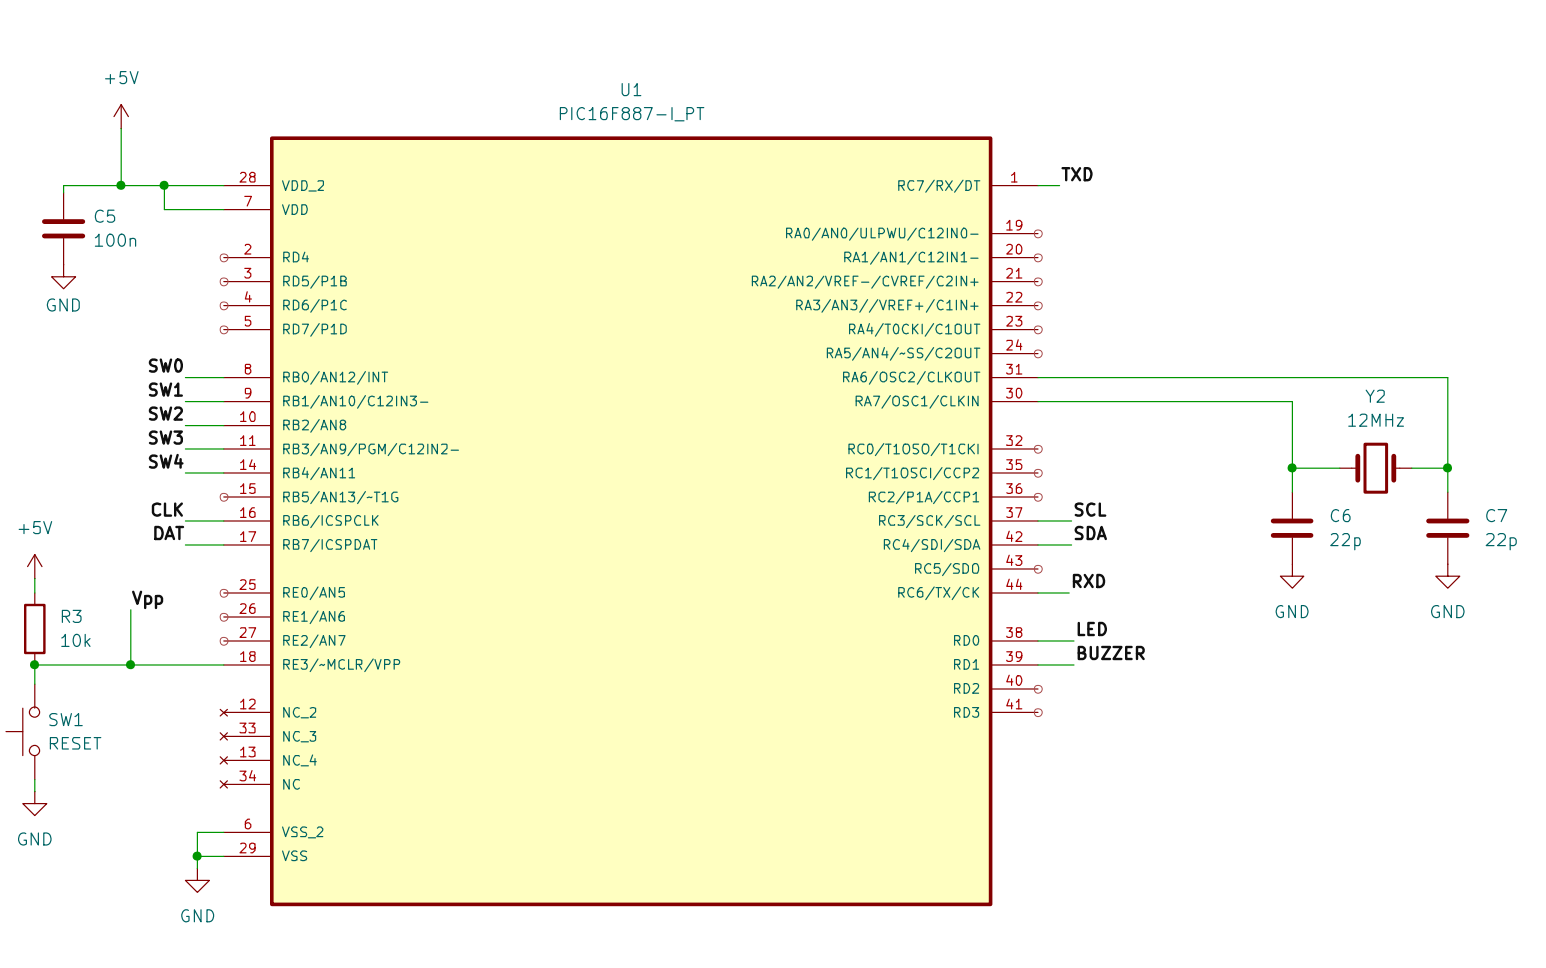 +5V
U1
PIC16F887-I_PT
28 VDD_2
7 VDD
C5
100n
GND
2 RD4
3 RD5/P1B
4 RD6/P1C
5 RD7/P1D
SW0 8 RB0/AN12/INT
SW1 9 RB1/AN10/C12IN3-
SW2 10 RB2/AN8
SW3 11 RB3/AN9/PGM/C12IN2-
SW4 14 RB4/AN11
15 RB5/AN13/~T1G
CLK 16 RB6/ICSPCLK
DAT 17 RB7/ICSPDAT
+5V
R3
10k
Vpp
25 RE0/AN5
26 RE1/AN6
27 RE2/AN7
18 RE3/~MCLR/VPP
SW1
RESET
GND
12 NC_2
33 NC_3
13 NC_4
34 NC
6 VSS_2
29 VSS
GND
RC7/RX/DT 1 TXD
RA0/AN0/ULPWU/C12IN0- 19
RA1/AN1/C12IN1- 20
RA2/AN2/VREF-/CVREF/C2IN+ 21
RA3/AN3//VREF+/C1IN+ 22
RA4/T0CKI/C1OUT 23
RA5/AN4/~SS/C2OUT 24
RA6/OSC2/CLKOUT 31
RA7/OSC1/CLKIN 30
RC0/T1OSO/T1CKI 32
RC1/T1OSCI/CCP2 35
RC2/P1A/CCP1 36
RC3/SCK/SCL 37 SCL
RC4/SDI/SDA 42 SDA
RC5/SDO 43
RC6/TX/CK 44 RXD
RD0 38 LED
RD1 39 BUZZER
RD2 40
RD3 41
Y2
12MHz
C6
22p
GND
C7
22p
GND